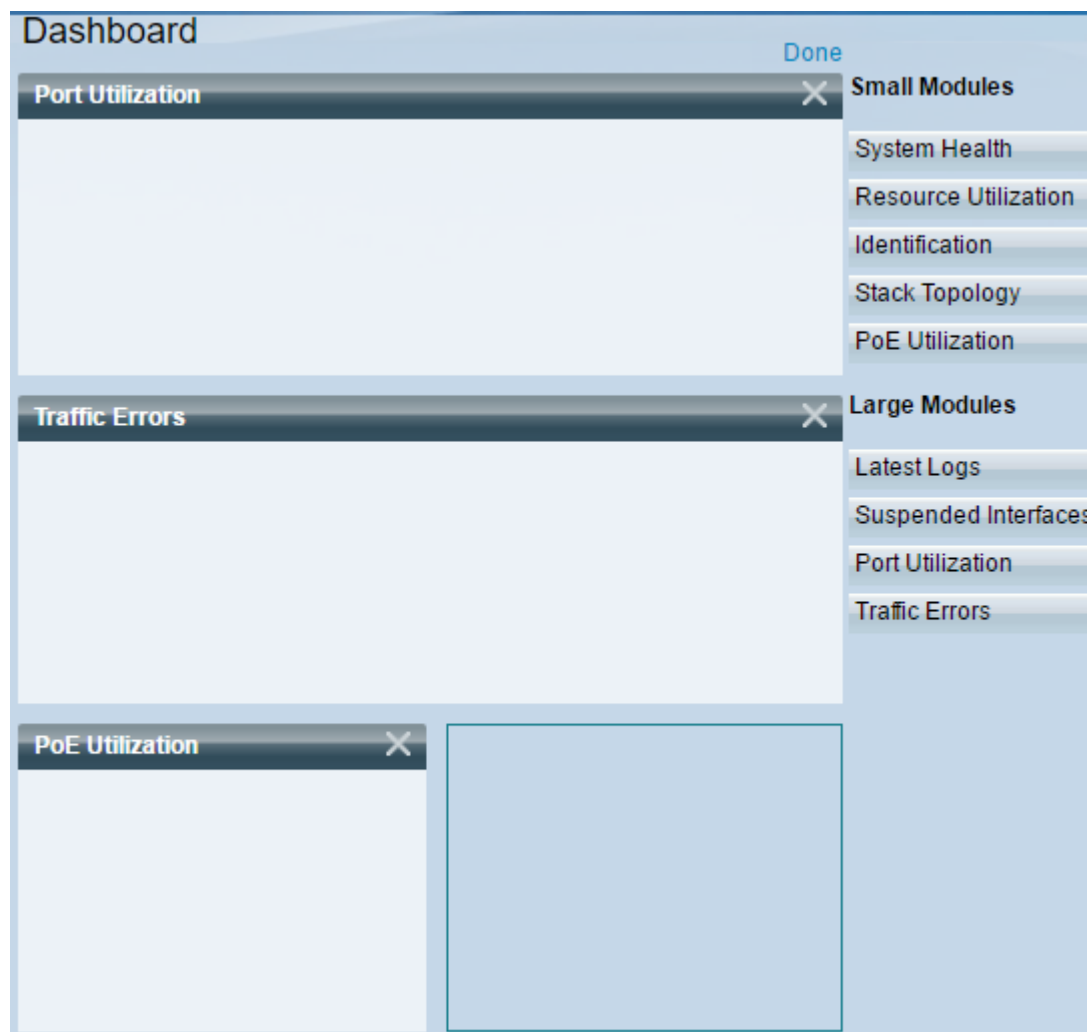 Dashboard
Done
Port Utilization
Traffic Errors
PoE Utilization
Small Modules
System Health
Resource Utilization
Identification
Stack Topology
PoE Utilization
Large Modules
Latest Logs
Suspended Interfaces
Port Utilization
Traffic Errors